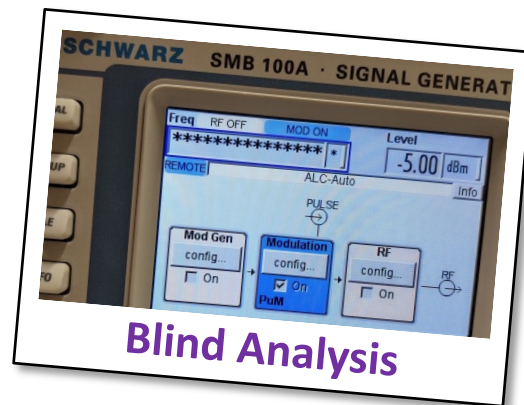 SCHWARZ SMB 100A · SIGNAL GENERAT
AL
UP
LE
FO
Freq RF OFF MOD ON Level
*************** * -5.00 dBm
REMOTE ALC-Auto Info
PULSE
Mod Gen Modulation RF
config... config... config... RF
On On On
PuM
Blind Analysis